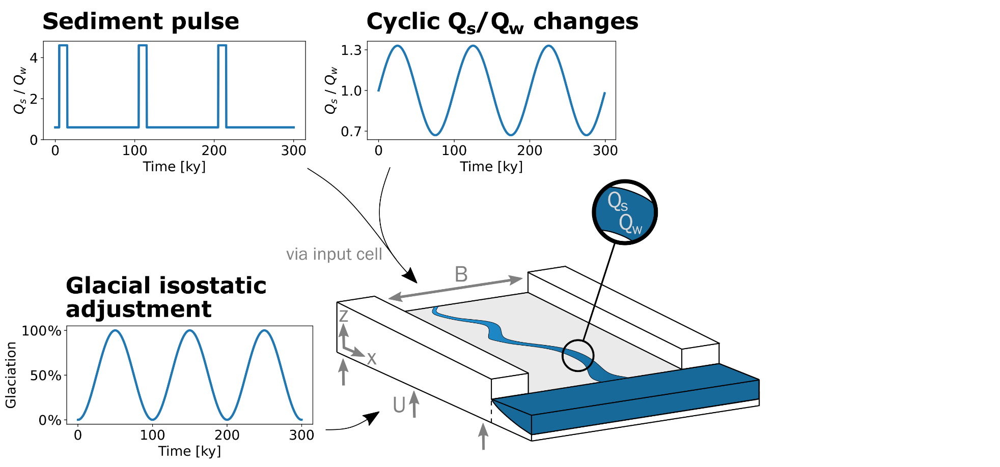 Sediment pulse
Qs / Qw
4
2
0
0 100 200 300
Time [ky]
Cyclic Qs/Qw changes
Qs / Qw
1.3
1.0
0.7
0 100 200 300
Time [ky]
Qs
Qw
via input cell
B
Glacial isostatic
adjustment
Glaciation
100%
50%
0%
0 100 200 300
Time [ky]
z
x
U